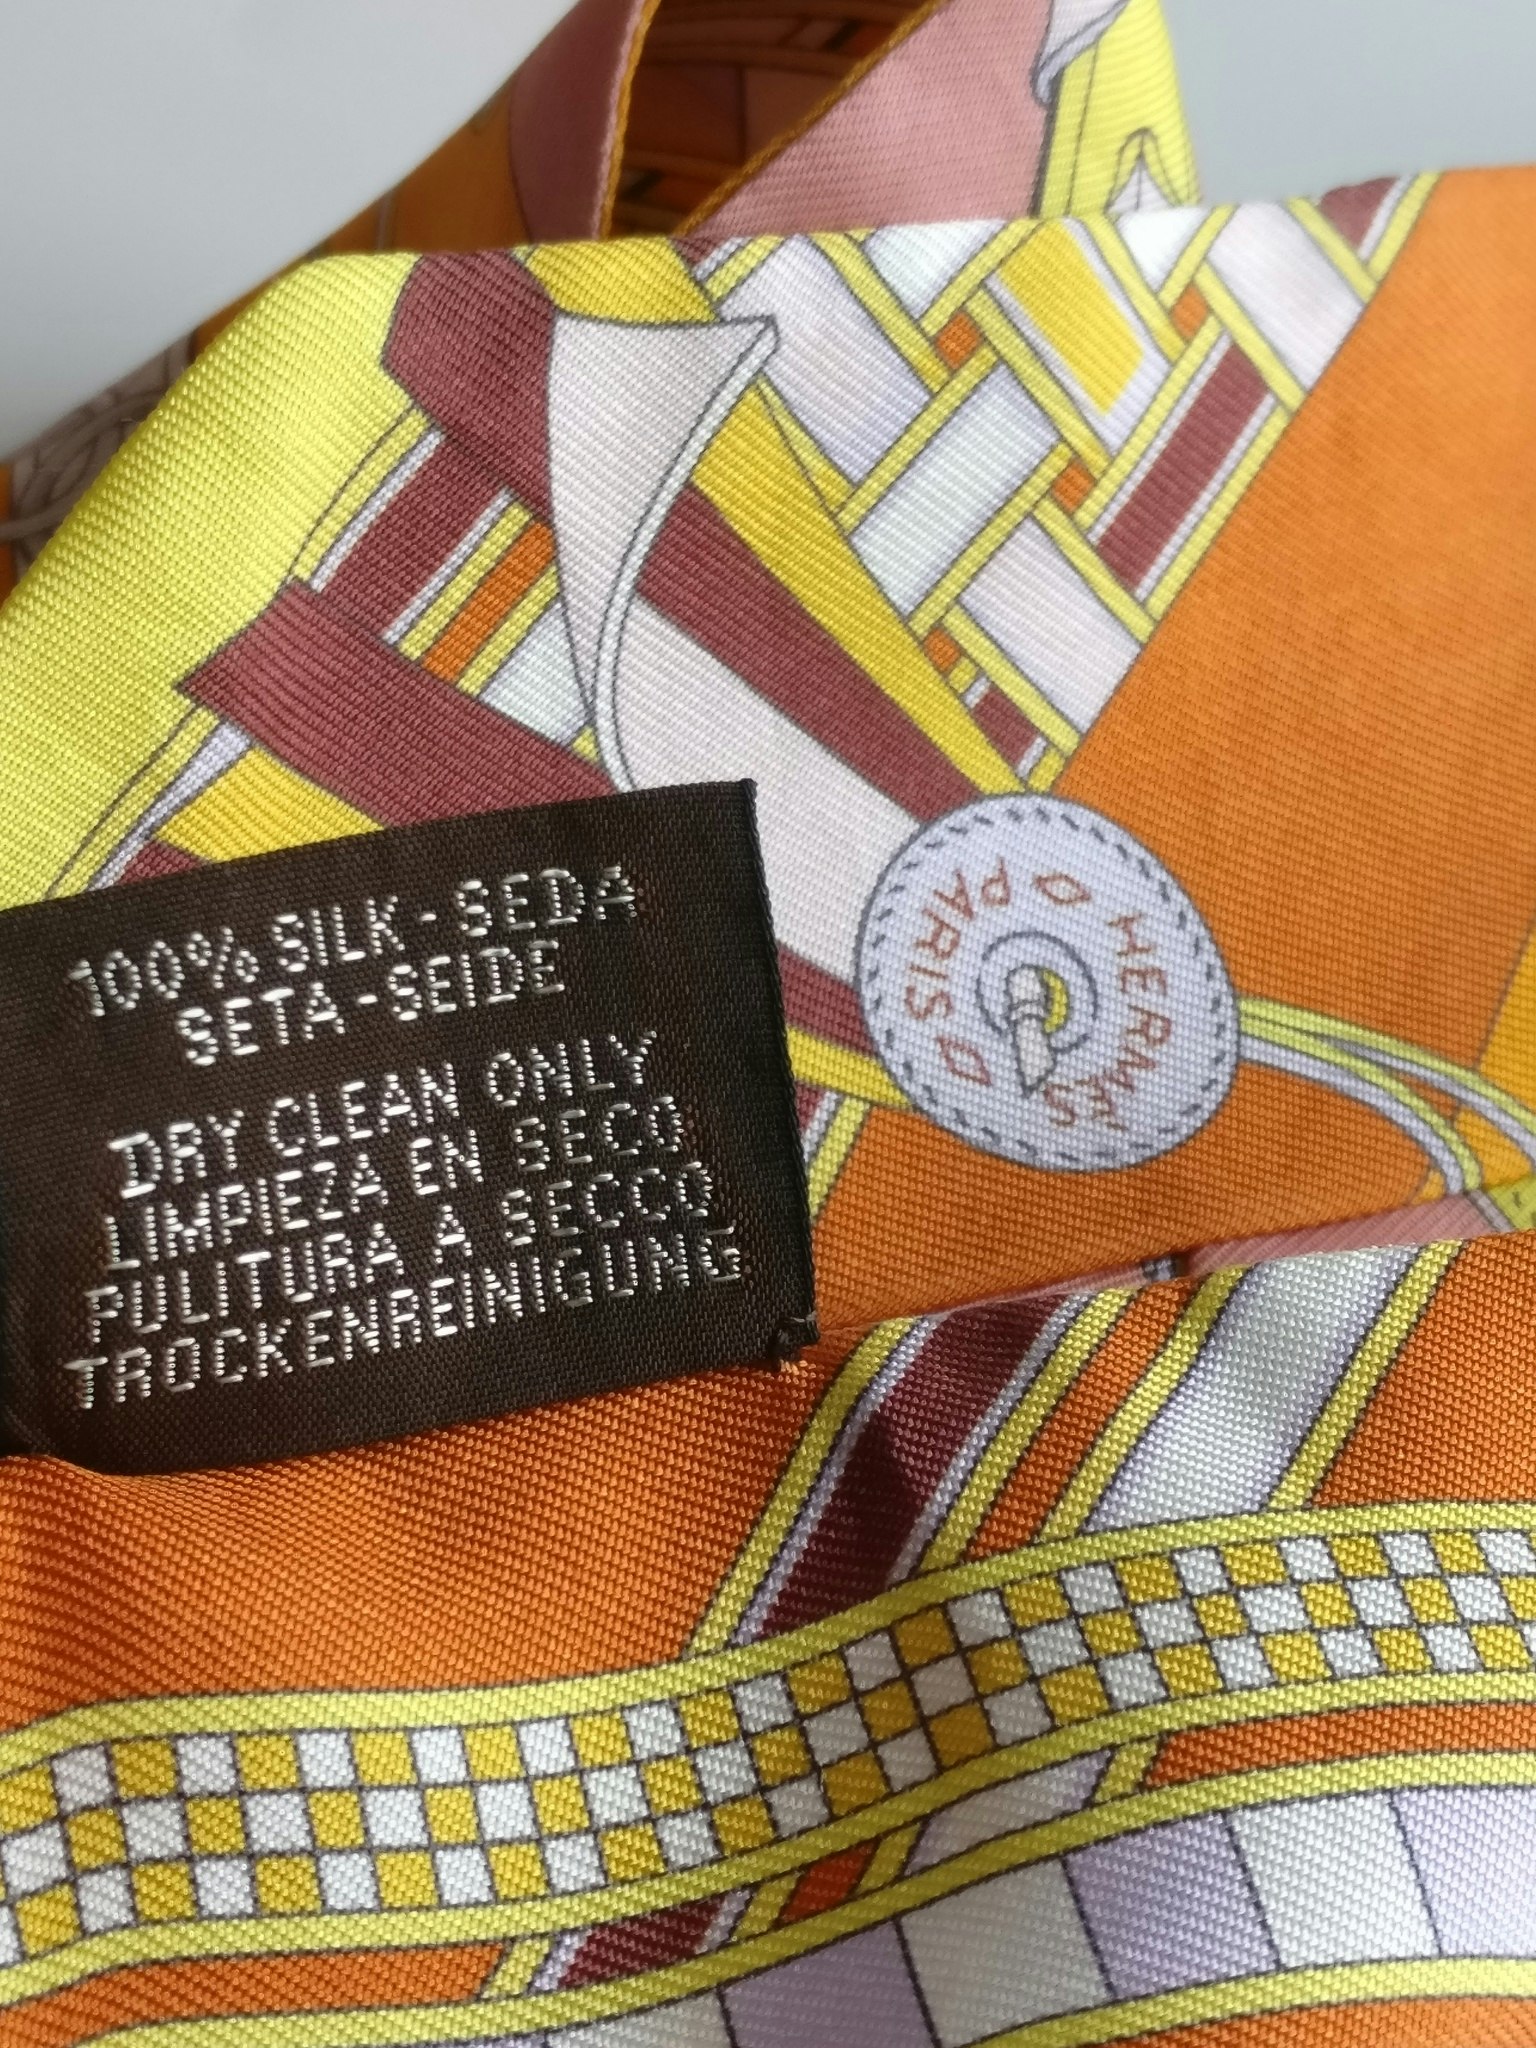 100% SILK - SEDA
SETA - SEIDE
DRY CLEAN ONLY
LIMPIEZA EN SECO
PULITURA A SECCO
TROCKENREINIGUNG
HERMES
PARIS